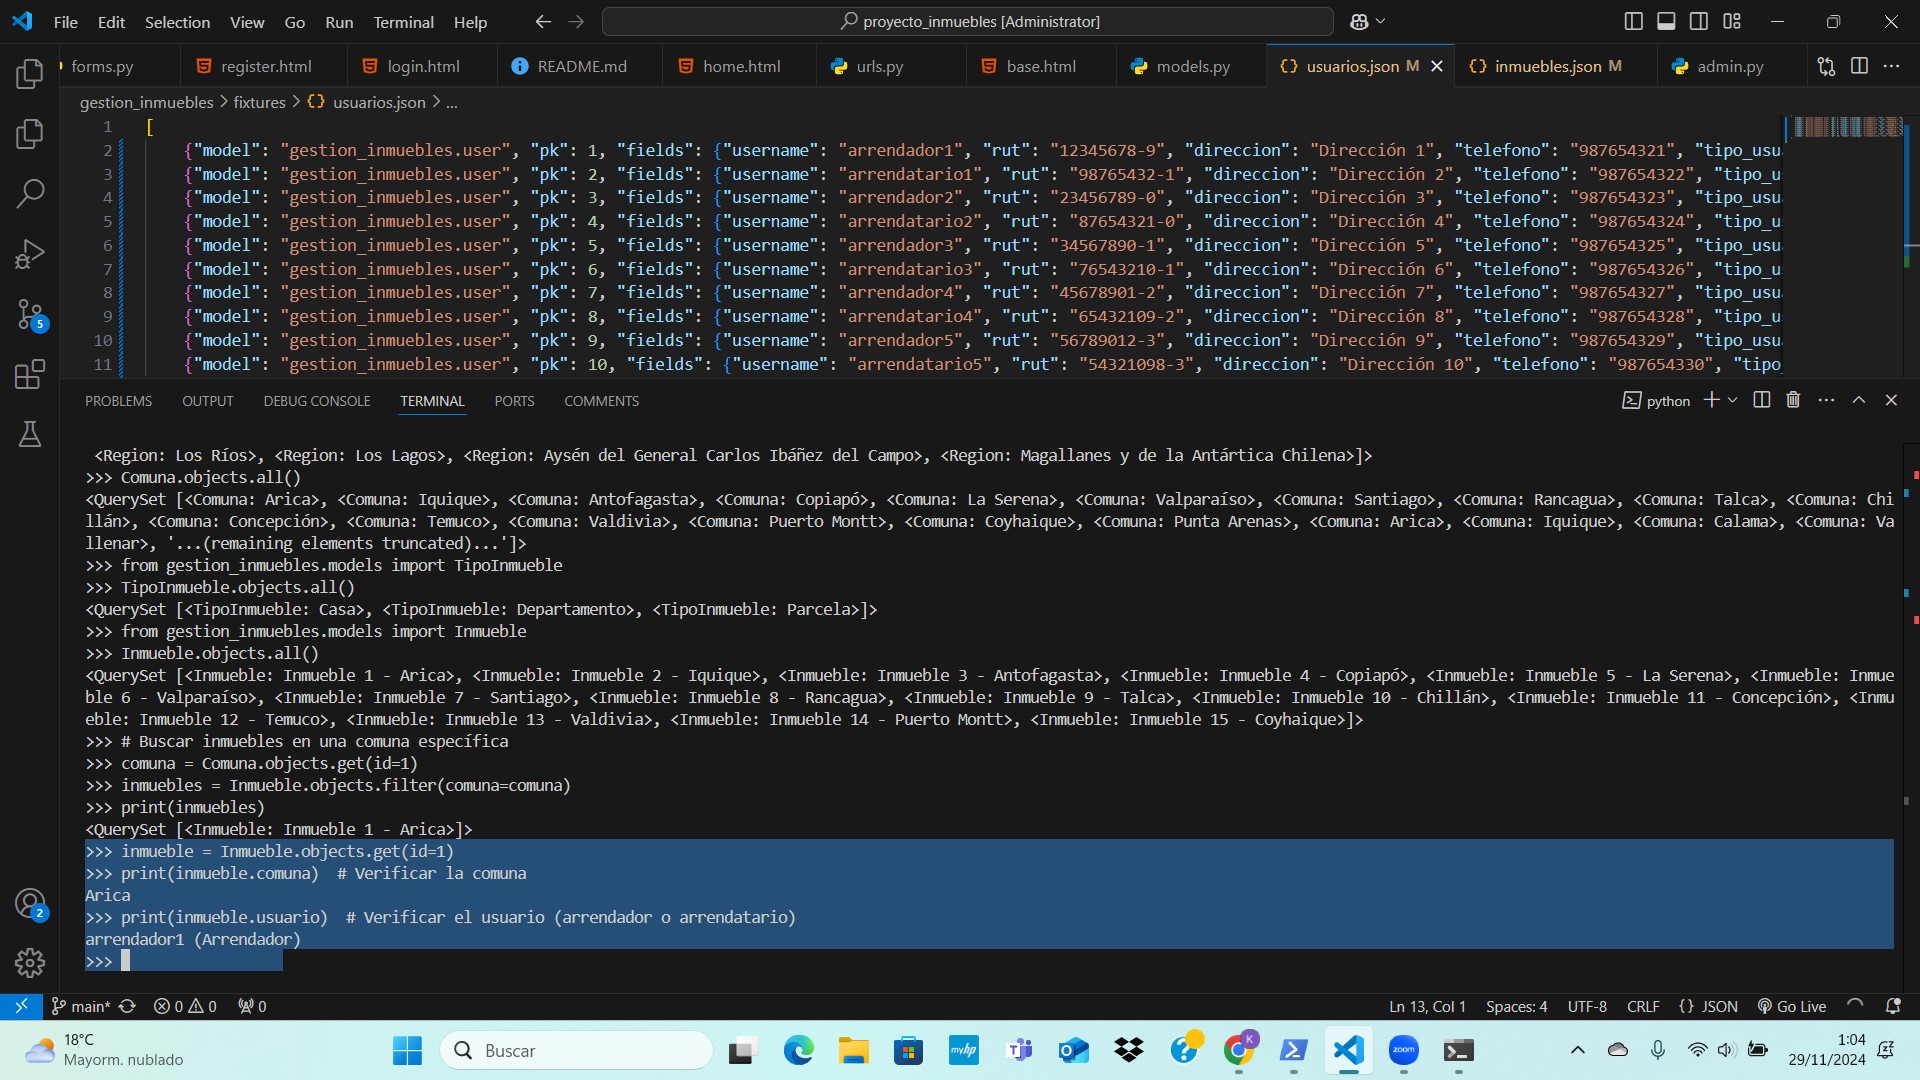 File Edit Selection View Go Run Terminal Help
proyecto_inmuebles [Administrator]
forms.py register.html login.html README.md home.html urls.py base.html models.py usuarios.json M inmuebles.json M admin.py
gestion_inmuebles > fixtures > {} usuarios.json > ...
1 [
2 {"model": "gestion_inmuebles.user", "pk": 1, "fields": {"username": "arrendador1", "rut": "12345678-9", "direccion": "Dirección 1", "telefono": "987654321", "tipo_usu
3 {"model": "gestion_inmuebles.user", "pk": 2, "fields": {"username": "arrendatario1", "rut": "98765432-1", "direccion": "Dirección 2", "telefono": "987654322", "tipo_u
4 {"model": "gestion_inmuebles.user", "pk": 3, "fields": {"username": "arrendador2", "rut": "23456789-0", "direccion": "Dirección 3", "telefono": "987654323", "tipo_usu
5 {"model": "gestion_inmuebles.user", "pk": 4, "fields": {"username": "arrendatario2", "rut": "87654321-0", "direccion": "Dirección 4", "telefono": "987654324", "tipo_u
6 {"model": "gestion_inmuebles.user", "pk": 5, "fields": {"username": "arrendador3", "rut": "34567890-1", "direccion": "Dirección 5", "telefono": "987654325", "tipo_usu
7 {"model": "gestion_inmuebles.user", "pk": 6, "fields": {"username": "arrendatario3", "rut": "76543210-1", "direccion": "Dirección 6", "telefono": "987654326", "tipo_u
8 {"model": "gestion_inmuebles.user", "pk": 7, "fields": {"username": "arrendador4", "rut": "45678901-2", "direccion": "Dirección 7", "telefono": "987654327", "tipo_usu
9 {"model": "gestion_inmuebles.user", "pk": 8, "fields": {"username": "arrendatario4", "rut": "65432109-2", "direccion": "Dirección 8", "telefono": "987654328", "tipo_u
10 {"model": "gestion_inmuebles.user", "pk": 9, "fields": {"username": "arrendador5", "rut": "56789012-3", "direccion": "Dirección 9", "telefono": "987654329", "tipo_usu
11 {"model": "gestion_inmuebles.user", "pk": 10, "fields": {"username": "arrendatario5", "rut": "54321098-3", "direccion": "Dirección 10", "telefono": "987654330", "tipo_
PROBLEMS OUTPUT DEBUG CONSOLE TERMINAL PORTS COMMENTS
python
<Region: Los Ríos>, <Region: Los Lagos>, <Region: Aysén del General Carlos Ibáñez del Campo>, <Region: Magallanes y de la Antártica Chilena>]>
>>> Comuna.objects.all()
<QuerySet [<Comuna: Arica>, <Comuna: Iquique>, <Comuna: Antofagasta>, <Comuna: Copiapó>, <Comuna: La Serena>, <Comuna: Valparaíso>, <Comuna: Santiago>, <Comuna: Rancagua>, <Comuna: Talca>, <Comuna: Chi
llán>, <Comuna: Concepción>, <Comuna: Temuco>, <Comuna: Valdivia>, <Comuna: Puerto Montt>, <Comuna: Coyhaique>, <Comuna: Punta Arenas>, <Comuna: Arica>, <Comuna: Iquique>, <Comuna: Calama>, <Comuna: Va
llenar>, '...(remaining elements truncated)...']>
>>> from gestion_inmuebles.models import TipoInmueble
>>> TipoInmueble.objects.all()
<QuerySet [<TipoInmueble: Casa>, <TipoInmueble: Departamento>, <TipoInmueble: Parcela>]>
>>> from gestion_inmuebles.models import Inmueble
>>> Inmueble.objects.all()
<QuerySet [<Inmueble: Inmueble 1 - Arica>, <Inmueble: Inmueble 2 - Iquique>, <Inmueble: Inmueble 3 - Antofagasta>, <Inmueble: Inmueble 4 - Copiapó>, <Inmueble: Inmueble 5 - La Serena>, <Inmueble: Inmue
ble 6 - Valparaíso>, <Inmueble: Inmueble 7 - Santiago>, <Inmueble: Inmueble 8 - Rancagua>, <Inmueble: Inmueble 9 - Talca>, <Inmueble: Inmueble 10 - Chillán>, <Inmueble: Inmueble 11 - Concepción>, <Inmu
eble: Inmueble 12 - Temuco>, <Inmueble: Inmueble 13 - Valdivia>, <Inmueble: Inmueble 14 - Puerto Montt>, <Inmueble: Inmueble 15 - Coyhaique>]>
>>> # Buscar inmuebles en una comuna específica
>>> comuna = Comuna.objects.get(id=1)
>>> inmuebles = Inmueble.objects.filter(comuna=comuna)
>>> print(inmuebles)
<QuerySet [<Inmueble: Inmueble 1 - Arica>]>
>>> inmueble = Inmueble.objects.get(id=1)
>>> print(inmueble.comuna)  # Verificar la comuna
Arica
>>> print(inmueble.usuario)  # Verificar el usuario (arrendador o arrendatario)
arrendador1 (Arrendador)
>>>
5
2
main* 0 0 0 Ln 13, Col 1 Spaces: 4 UTF-8 CRLF {} JSON Go Live
18°C
Mayorm. nublado
Buscar
myhp
zoom
K
1:04
29/11/2024